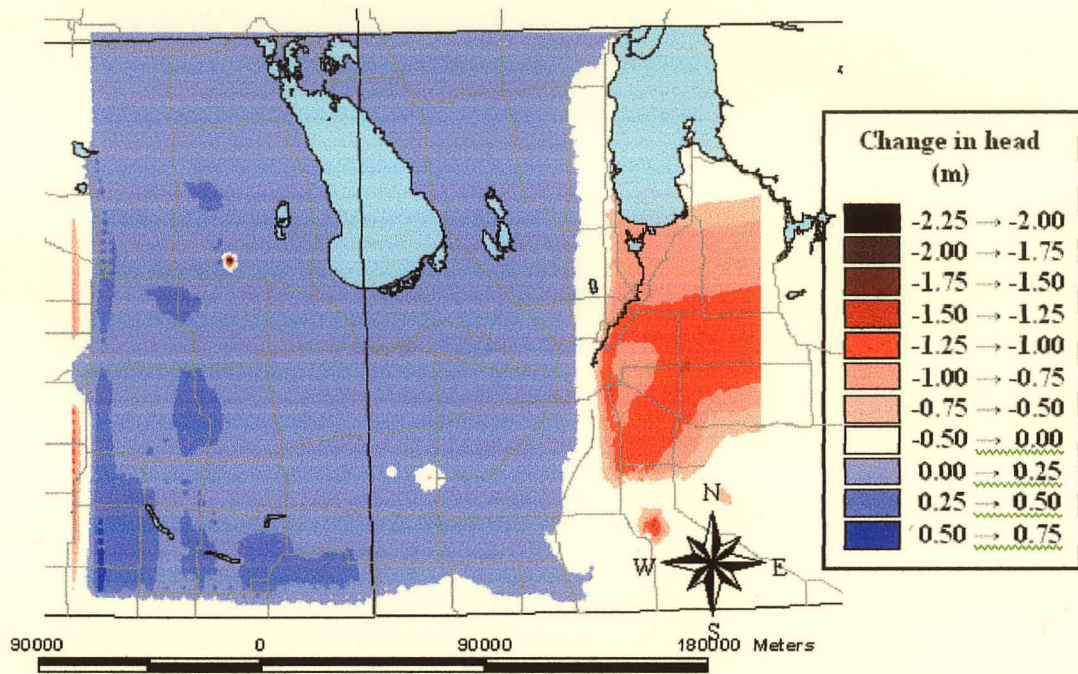 Change in head
(m)
-2.25 → -2.00
-2.00 → -1.75
-1.75 → -1.50
-1.50 → -1.25
-1.25 → -1.00
-1.00 → -0.75
-0.75 → -0.50
-0.50 → 0.00
0.00 → 0.25
0.25 → 0.50
0.50 → 0.75
N
W E
S
90000 0 90000 180000 Meters